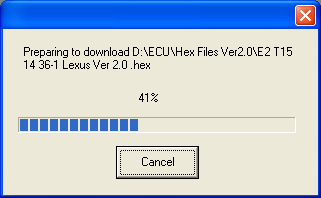 Preparing to download D:\ECU\Hex Files Ver2.0\E2 T15
14 36-1 Lexus Ver 2.0 .hex
41%
Cancel